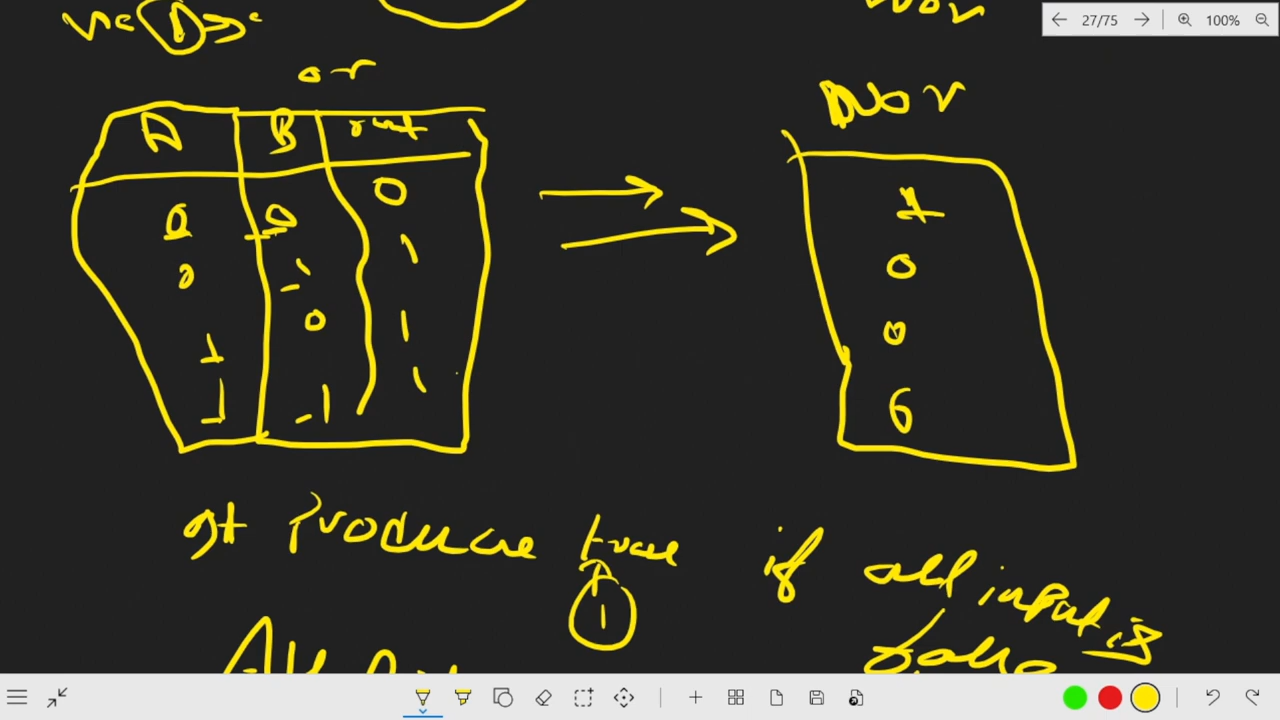 or
Nor
A B
0 0 0 1
0 1 1 0
1 0 1 0
1 1 1 0
It Produce true if all input is
1
false
27/75
100%